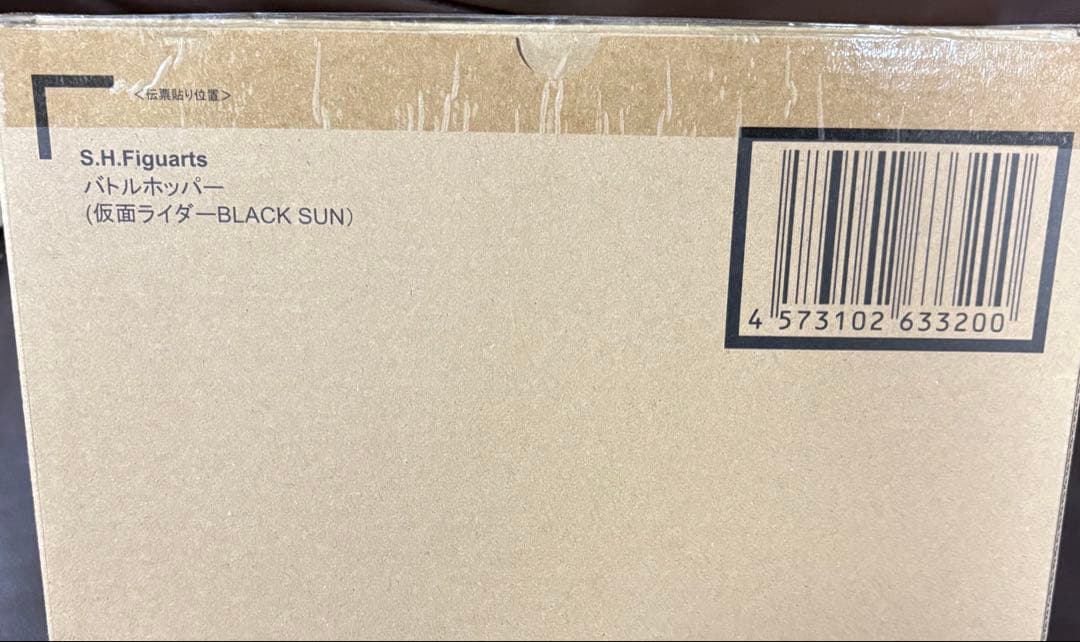 ＜伝票貼り位置＞
S.H.Figuarts
バトルホッパー
(仮面ライダーBLACK SUN）
4 573102 633200